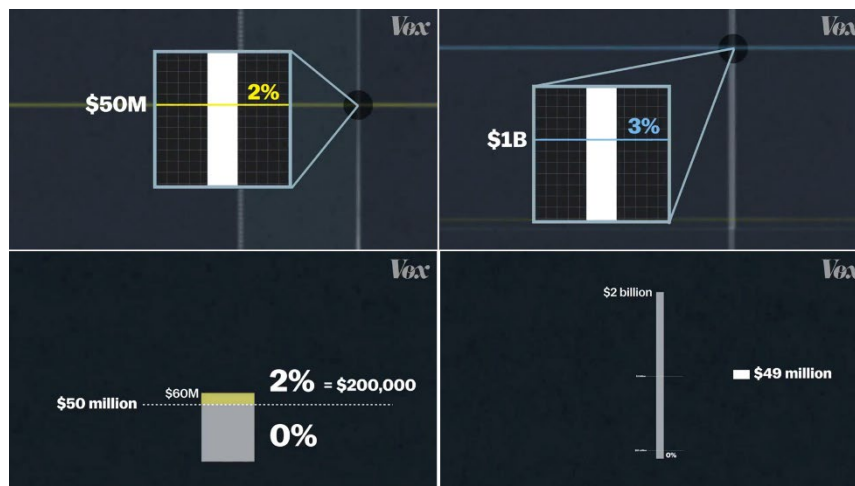 Vox
2%
$50M
Vox
3%
$1B
Vox
$60M
2% = $200,000
$50 million
0%
Vox
$2 billion
$49 million
0%